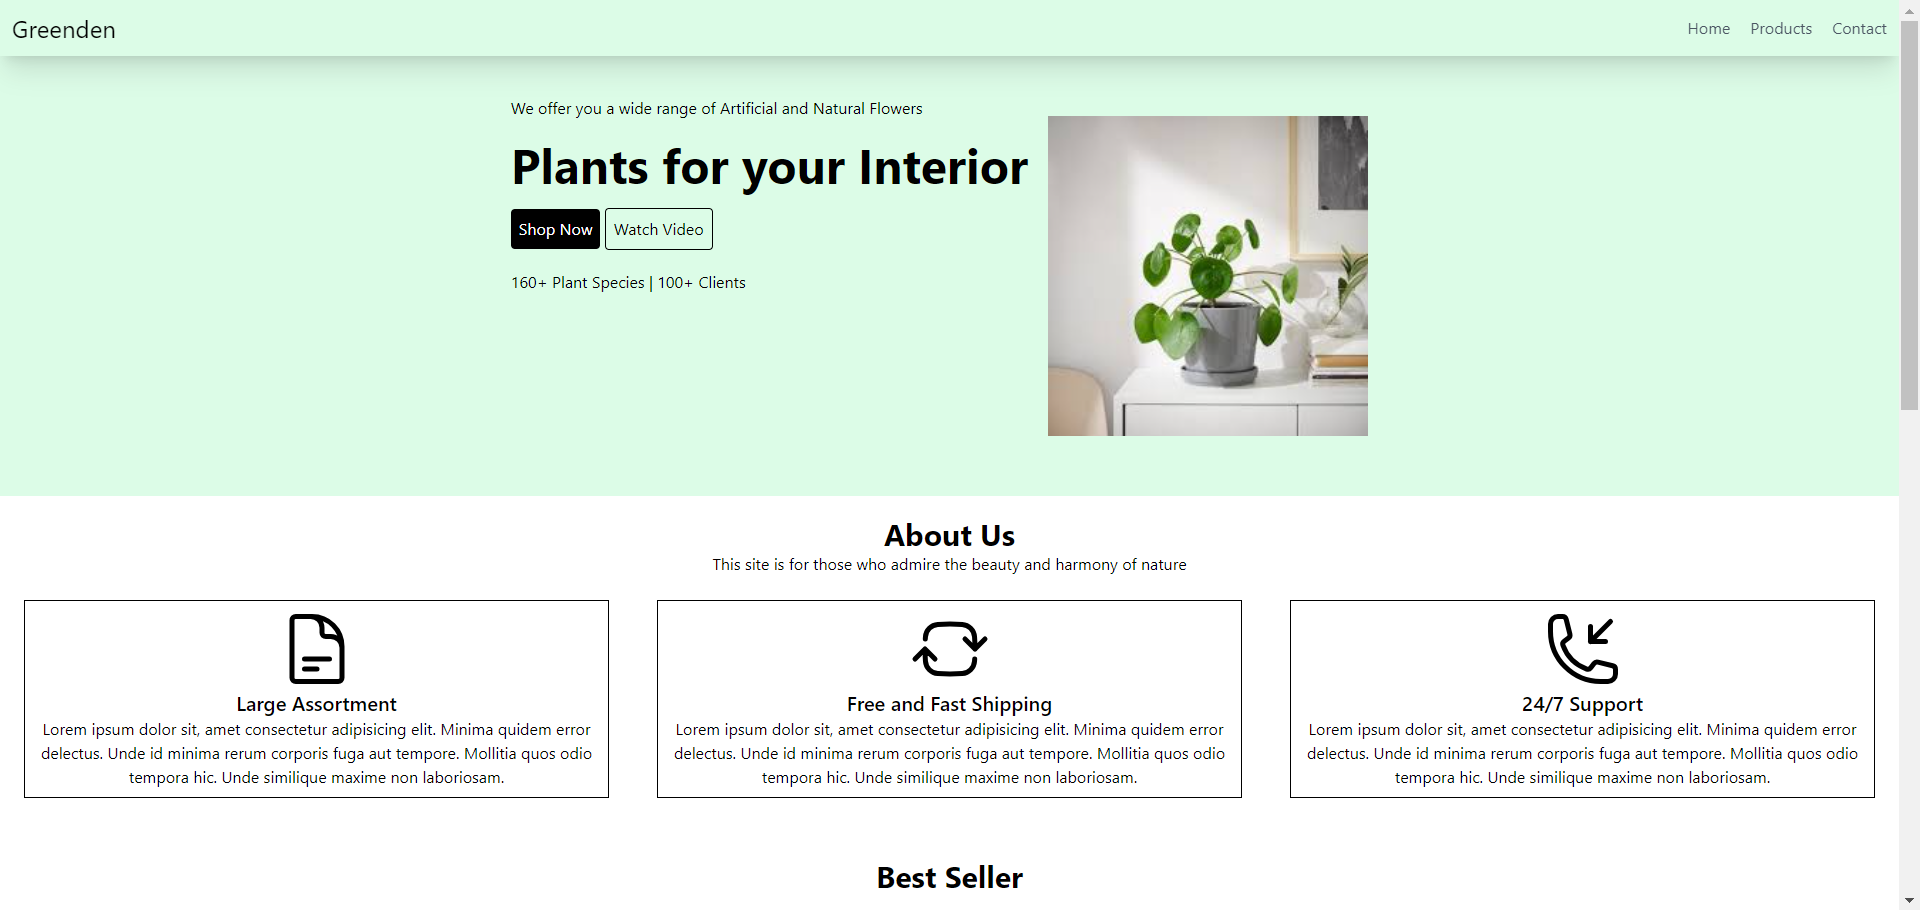 Greenden
Home Products Contact
We offer you a wide range of Artificial and Natural Flowers
Plants for your Interior
Shop Now Watch Video
160+ Plant Species | 100+ Clients
About Us
This site is for those who admire the beauty and harmony of nature
Large Assortment
Lorem ipsum dolor sit, amet consectetur adipisicing elit. Minima quidem error
delectus. Unde id minima rerum corporis fuga aut tempore. Mollitia quos odio
tempora hic. Unde similique maxime non laboriosam.
Free and Fast Shipping
Lorem ipsum dolor sit, amet consectetur adipisicing elit. Minima quidem error
delectus. Unde id minima rerum corporis fuga aut tempore. Mollitia quos odio
tempora hic. Unde similique maxime non laboriosam.
24/7 Support
Lorem ipsum dolor sit, amet consectetur adipisicing elit. Minima quidem error
delectus. Unde id minima rerum corporis fuga aut tempore. Mollitia quos odio
tempora hic. Unde similique maxime non laboriosam.
Best Seller